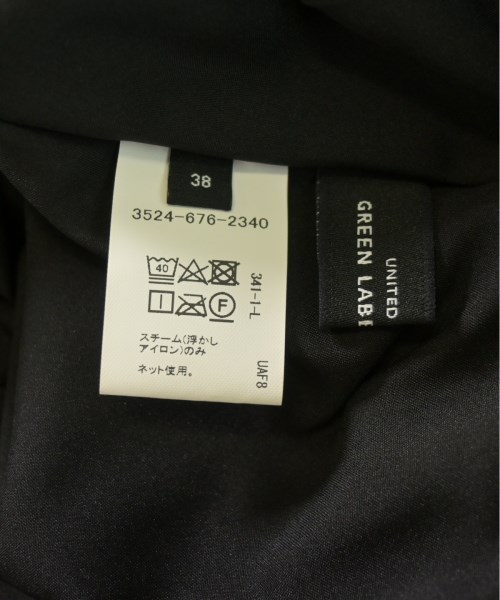 38
3524-676-2340
40
F
341-1-L
スチーム(浮かし
アイロン)のみ
ネット使用。
UAF8
UNITED
GREEN LABE